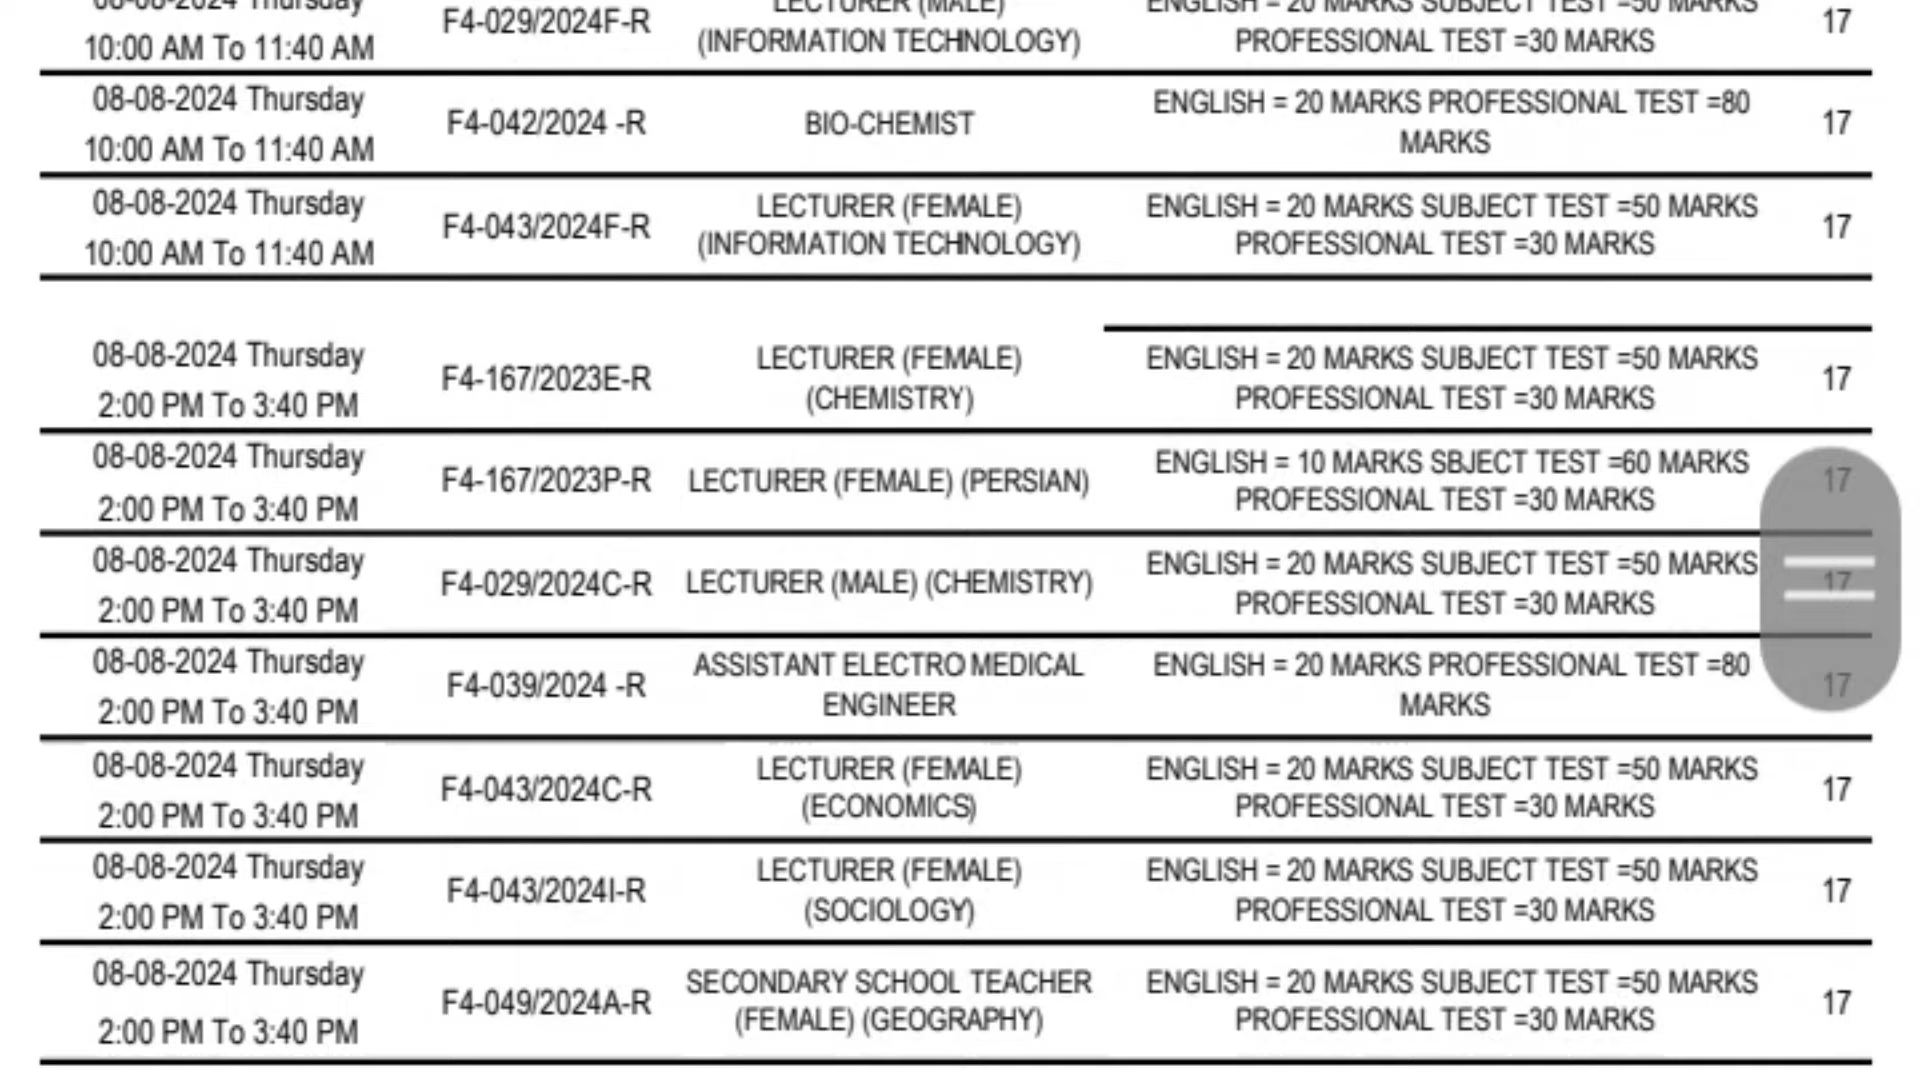 08-08-2024 Thursday
10:00 AM To 11:40 AM
F4-029/2024F-R
LECTURER (MALE)
(INFORMATION TECHNOLOGY)
ENGLISH = 20 MARKS SUBJECT TEST =50 MARKS
PROFESSIONAL TEST =30 MARKS
17
08-08-2024 Thursday
10:00 AM To 11:40 AM
F4-042/2024 -R
BIO-CHEMIST
ENGLISH = 20 MARKS PROFESSIONAL TEST =80
MARKS
17
08-08-2024 Thursday
10:00 AM To 11:40 AM
F4-043/2024F-R
LECTURER (FEMALE)
(INFORMATION TECHNOLOGY)
ENGLISH = 20 MARKS SUBJECT TEST =50 MARKS
PROFESSIONAL TEST =30 MARKS
17
08-08-2024 Thursday
2:00 PM To 3:40 PM
F4-167/2023E-R
LECTURER (FEMALE)
(CHEMISTRY)
ENGLISH = 20 MARKS SUBJECT TEST =50 MARKS
PROFESSIONAL TEST =30 MARKS
17
08-08-2024 Thursday
2:00 PM To 3:40 PM
F4-167/2023P-R
LECTURER (FEMALE) (PERSIAN)
ENGLISH = 10 MARKS SBJECT TEST =60 MARKS
PROFESSIONAL TEST =30 MARKS
17
08-08-2024 Thursday
2:00 PM To 3:40 PM
F4-029/2024C-R
LECTURER (MALE) (CHEMISTRY)
ENGLISH = 20 MARKS SUBJECT TEST =50 MARKS
PROFESSIONAL TEST =30 MARKS
17
08-08-2024 Thursday
2:00 PM To 3:40 PM
F4-039/2024 -R
ASSISTANT ELECTRO MEDICAL
ENGINEER
ENGLISH = 20 MARKS PROFESSIONAL TEST =80
MARKS
17
08-08-2024 Thursday
2:00 PM To 3:40 PM
F4-043/2024C-R
LECTURER (FEMALE)
(ECONOMICS)
ENGLISH = 20 MARKS SUBJECT TEST =50 MARKS
PROFESSIONAL TEST =30 MARKS
17
08-08-2024 Thursday
2:00 PM To 3:40 PM
F4-043/2024I-R
LECTURER (FEMALE)
(SOCIOLOGY)
ENGLISH = 20 MARKS SUBJECT TEST =50 MARKS
PROFESSIONAL TEST =30 MARKS
17
08-08-2024 Thursday
2:00 PM To 3:40 PM
F4-049/2024A-R
SECONDARY SCHOOL TEACHER
(FEMALE) (GEOGRAPHY)
ENGLISH = 20 MARKS SUBJECT TEST =50 MARKS
PROFESSIONAL TEST =30 MARKS
17